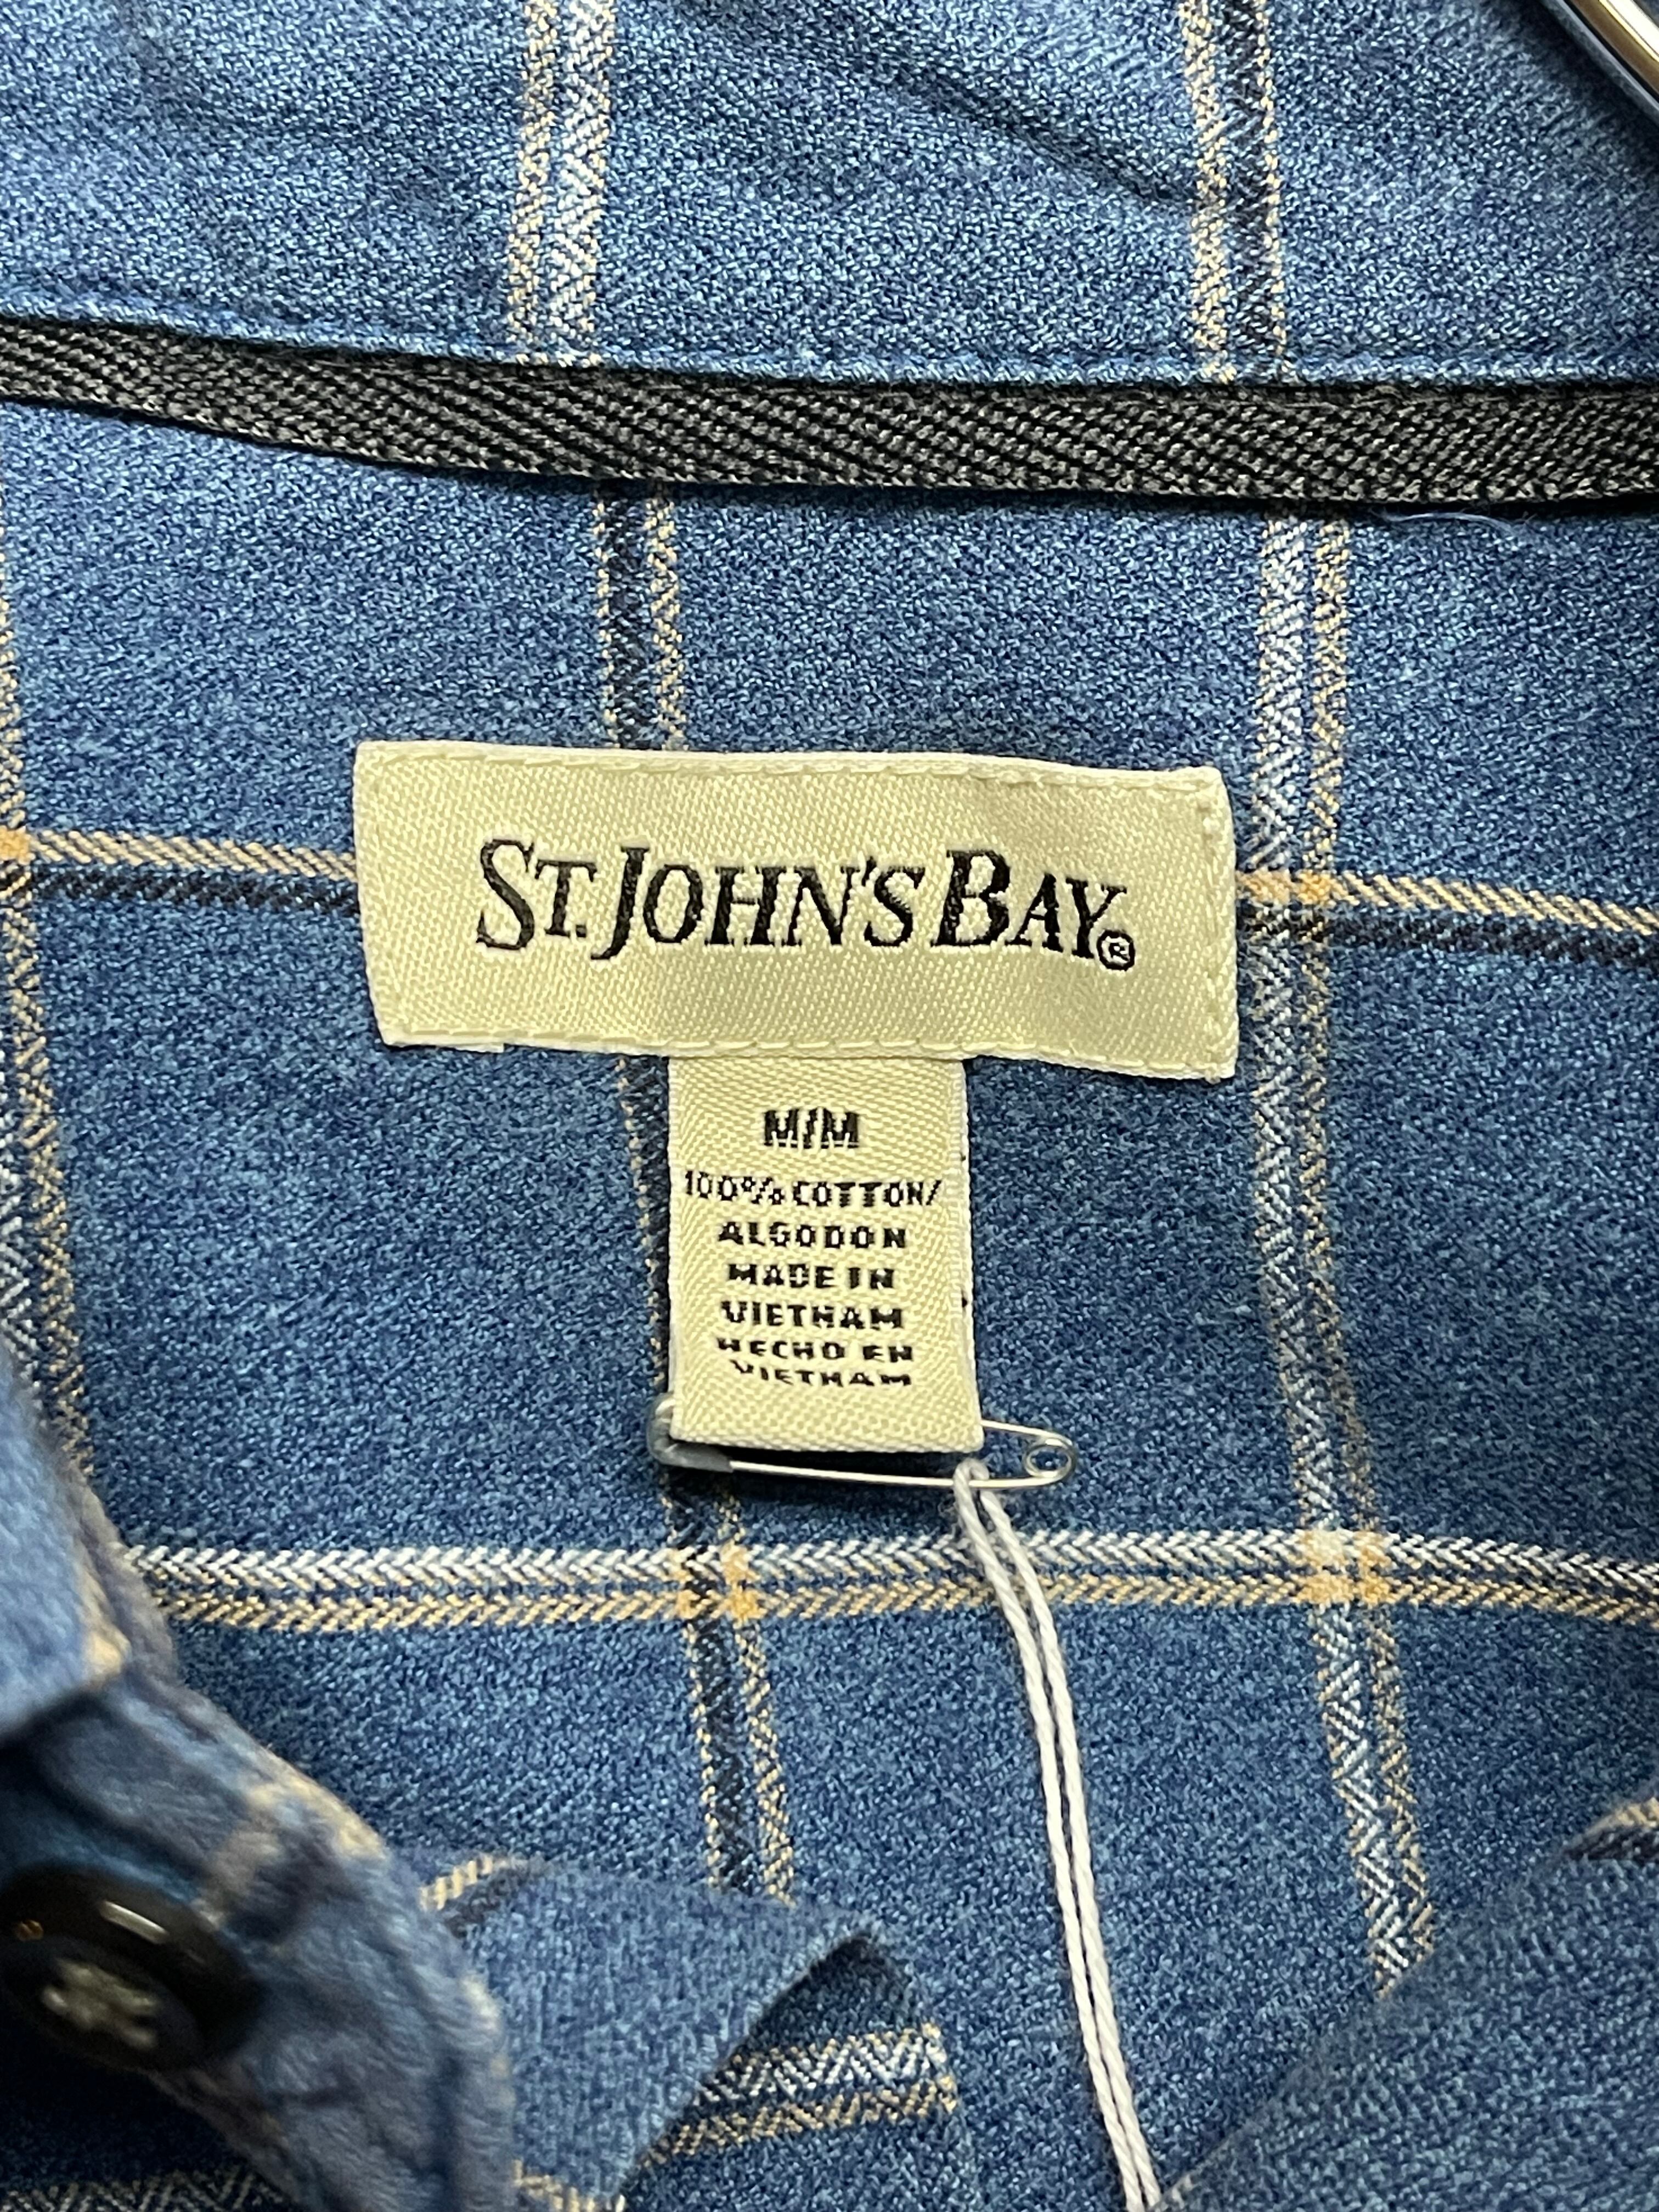 ST. JOHN'S BAY®
M/M
100% COTTON/
ALGODON
MADE IN
VIETNAM
HECHO EN
VIETNAM